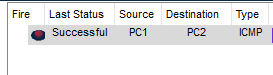 Fire Last Status Source Destination Type
Successful PC1 PC2 ICMP